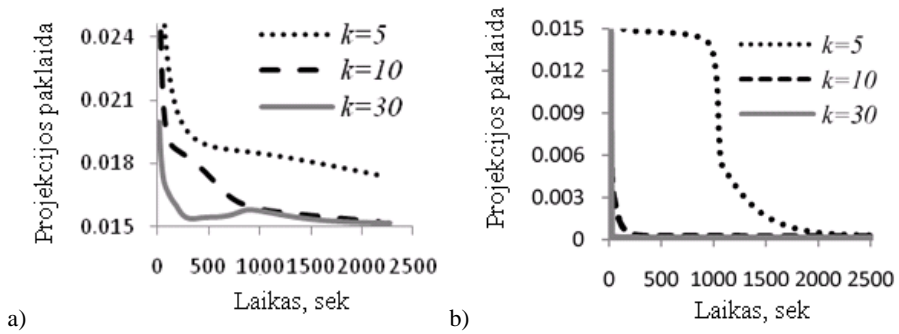 Projekcijos paklaida
0.024
0.021
0.018
0.015
k=5
k=10
k=30
0 500 1000 1500 2000 2500
Laikas, sek
a)
Projekcijos paklaida
0.015
0.012
0.009
0.006
0.003
0
k=5
k=10
k=30
0 500 1000 1500 2000 2500
Laikas, sek
b)